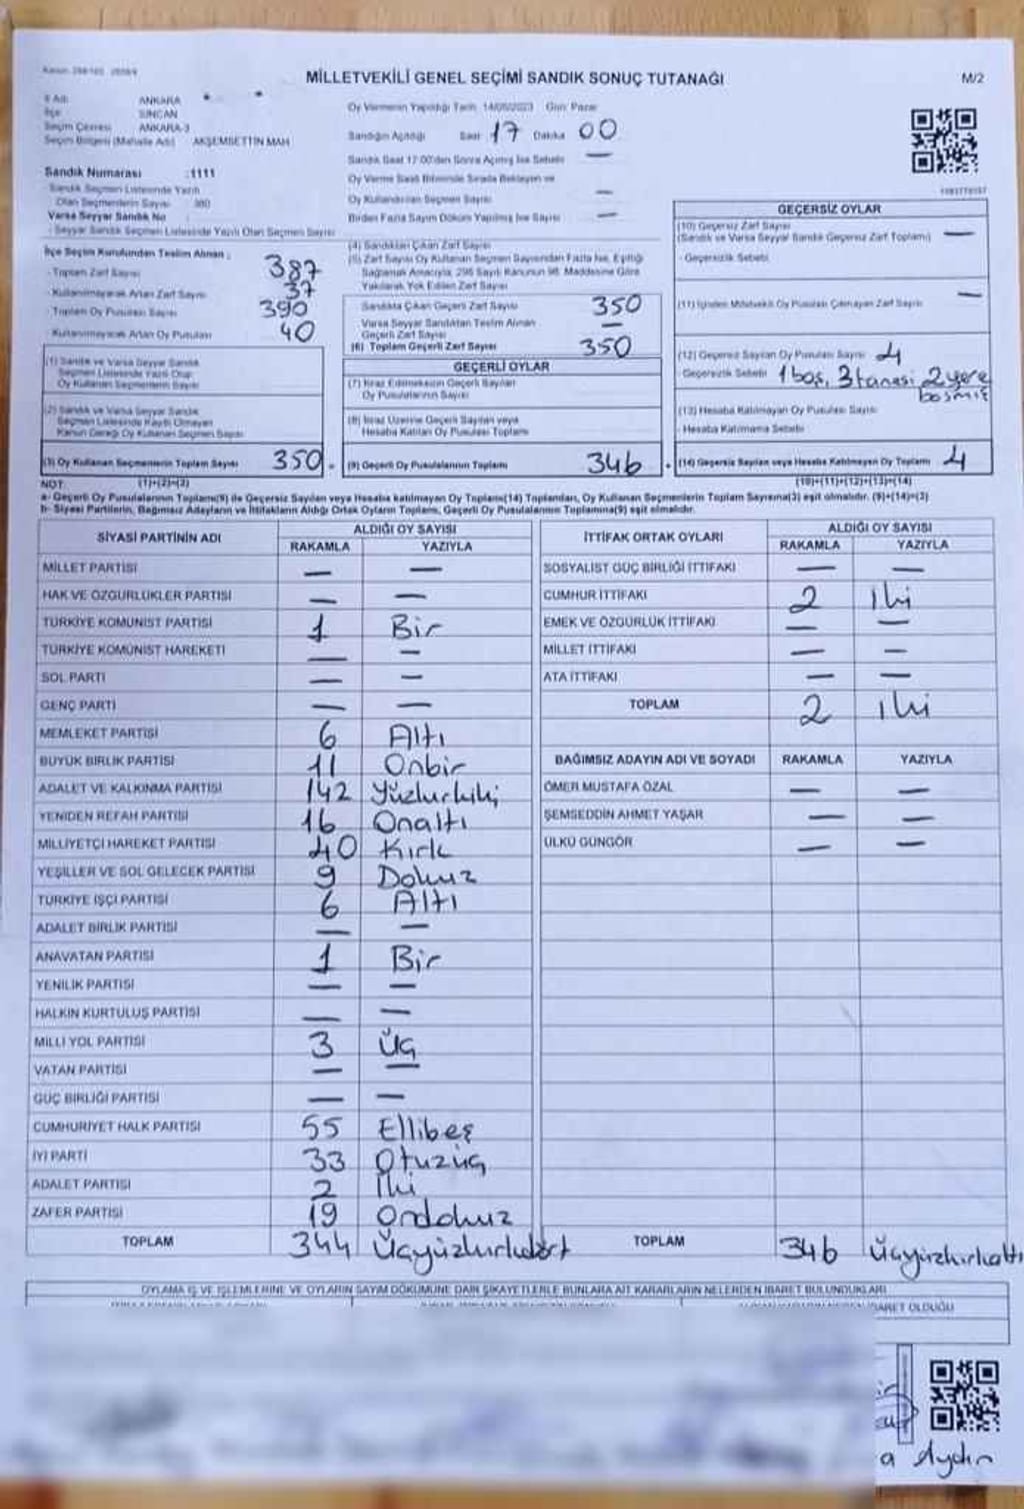 MİLLETVEKİLİ GENEL SEÇİMİ SANDIK SONUÇ TUTANAĞI
M/2
İl Adı ANKARA
İlçe SİNCAN
Seçim Çevresi ANKARA-3
Seçim Bölgesi (Mahalle Adı) AKŞEMSETTİN MAH
Sandık Numarası :1111
Sandık Seçmen Listesinde Yazılı
Olan Seçmenlerin Sayısı 380
Varsa Seyyar Sandık No
- Seyyar Sandık Seçmen Listesinde Yazılı Olan Seçmen Sayısı
Oy Vermenin Yapıldığı Tarih 14/05/2023 Gün Pazar
Sandığın Açıldığı Saat 17 Dakika 00
Sandık Saat 17:00'den Sonra Açılmış İse Sebebi —
Oy Verme Saati Bitiminde Sırada Bekleyen ve
Oy Kullandırılan Seçmen Sayısı —
Birden Fazla Sayım Döküm Yapılmış İse Sayısı —
İlçe Seçim Kurulundan Teslim Alınan :
- Toplam Zarf Sayısı 387
- Kullanılmayarak Artan Zarf Sayısı 37
- Toplam Oy Pusulası Sayısı 390
- Kullanılmayarak Artan Oy Pusulası 40
(1) Sandık ve Varsa Seyyar Sandık
Seçmen Listesinde Yazılı Olup
Oy Kullanan Seçmenlerin Sayısı
(2) Sandık ve Varsa Seyyar Sandık
Seçmen Listesinde Kayıtlı Olmayan
Kanun Gereği Oy Kullanan Seçmen Sayısı
(3) Oy Kullanan Seçmenlerin Toplam Sayısı 350
(1)+(2)=(3)
(4) Sandıktan Çıkan Zarf Sayısı
(5) Zarf Sayısı Oy Kullanan Seçmen Sayısından Fazla İse, Eşitliği
Sağlamak Amacıyla, 298 Sayılı Kanunun 98. Maddesine Göre
Yakılarak Yok Edilen Zarf Sayısı
Sandıkta Çıkan Geçerli Zarf Sayısı 350
Varsa Seyyar Sandıktan Teslim Alınan
Geçerli Zarf Sayısı —
(6) Toplam Geçerli Zarf Sayısı 350
GEÇERLİ OYLAR
(7) İtiraz Edilmeksizin Geçerli Sayılan
Oy Pusulalarının Sayısı
(8) İtiraz Üzerine Geçerli Sayılan veya
Hesaba Katılan Oy Pusulası Toplamı
(9) Geçerli Oy Pusulalarının Toplamı 346
GEÇERSİZ OYLAR
(10) Geçersiz Zarf Sayısı —
(Sandık ve Varsa Seyyar Sandık Geçersiz Zarf Toplamı)
- Geçersizlik Sebebi
(11) İçinden Milletvekili Oy Pusulası Çıkmayan Zarf Sayısı —
(12) Geçersiz Sayılan Oy Pusulası Sayısı 4
- Geçersizlik Sebebi 1 boş, 3 tanesi 2 yere
basmış
(13) Hesaba Katılmayan Oy Pusulası Sayısı
- Hesaba Katılmama Sebebi
(14) Geçersiz Sayılan veya Hesaba Katılmayan Oy Toplamı 4
(10)+(11)+(12)+(13)=(14)
NOT:
a- Geçerli Oy Pusulalarının Toplamı(9) ile Geçersiz Sayılan veya Hesaba katılmayan Oy Toplamı(14) Toplamları, Oy Kullanan Seçmenlerin Toplam Sayısına(3) eşit olmalıdır. (9)+(14)=(3)
b- Siyasi Partilerin, Bağımsız Adayların ve İttifakların Aldığı Ortak Oyların Toplamı, Geçerli Oy Pusulalarının Toplamına(9) eşit olmalıdır.
SİYASİ PARTİNİN ADI ALDIĞI OY SAYISI
RAKAMLA YAZIYLA
MİLLET PARTİSİ — —
HAK VE ÖZGÜRLÜKLER PARTİSİ — —
TÜRKİYE KOMÜNİST PARTİSİ 1 Bir
TÜRKİYE KOMÜNİST HAREKETİ — —
SOL PARTİ — —
GENÇ PARTİ — —
MEMLEKET PARTİSİ 6 Altı
BÜYÜK BİRLİK PARTİSİ 11 Onbir
ADALET VE KALKINMA PARTİSİ 142 Yüzkırkiki
YENİDEN REFAH PARTİSİ 16 Onaltı
MİLLİYETÇİ HAREKET PARTİSİ 40 Kırk
YEŞİLLER VE SOL GELECEK PARTİSİ 9 Dokuz
TÜRKİYE İŞÇİ PARTİSİ 6 Altı
ADALET BİRLİK PARTİSİ — —
ANAVATAN PARTİSİ 1 Bir
YENİLİK PARTİSİ — —
HALKIN KURTULUŞ PARTİSİ — —
MİLLİ YOL PARTİSİ 3 Üç
VATAN PARTİSİ — —
GÜÇ BİRLİĞİ PARTİSİ — —
CUMHURİYET HALK PARTİSİ 55 Ellibeş
İYİ PARTİ 33 Otuzüç
ADALET PARTİSİ 2 İki
ZAFER PARTİSİ 19 Ondokuz
TOPLAM 344 Üçyüzkırkdört
İTTİFAK ORTAK OYLARI ALDIĞI OY SAYISI
RAKAMLA YAZIYLA
SOSYALİST GÜÇ BİRLİĞİ İTTİFAKI — —
CUMHUR İTTİFAKI 2 iki
EMEK VE ÖZGÜRLÜK İTTİFAKI — —
MİLLET İTTİFAKI — —
ATA İTTİFAKI — —
TOPLAM 2 iki
BAĞIMSIZ ADAYIN ADI VE SOYADI RAKAMLA YAZIYLA
ÖMER MUSTAFA ÖZAL — —
ŞEMSEDDİN AHMET YAŞAR — —
ÜLKÜ GÜNGÖR — —
TOPLAM 346 Üçyüzkırkaltı
OYLAMA İŞ VE İŞLEMLERİNE VE OYLARIN SAYIM DÖKÜMÜNE DAİR ŞİKAYETLERLE BUNLARA AİT KARARLARIN NELERDEN İBARET BULUNDUKLARI
OLDUĞU
a Aydın